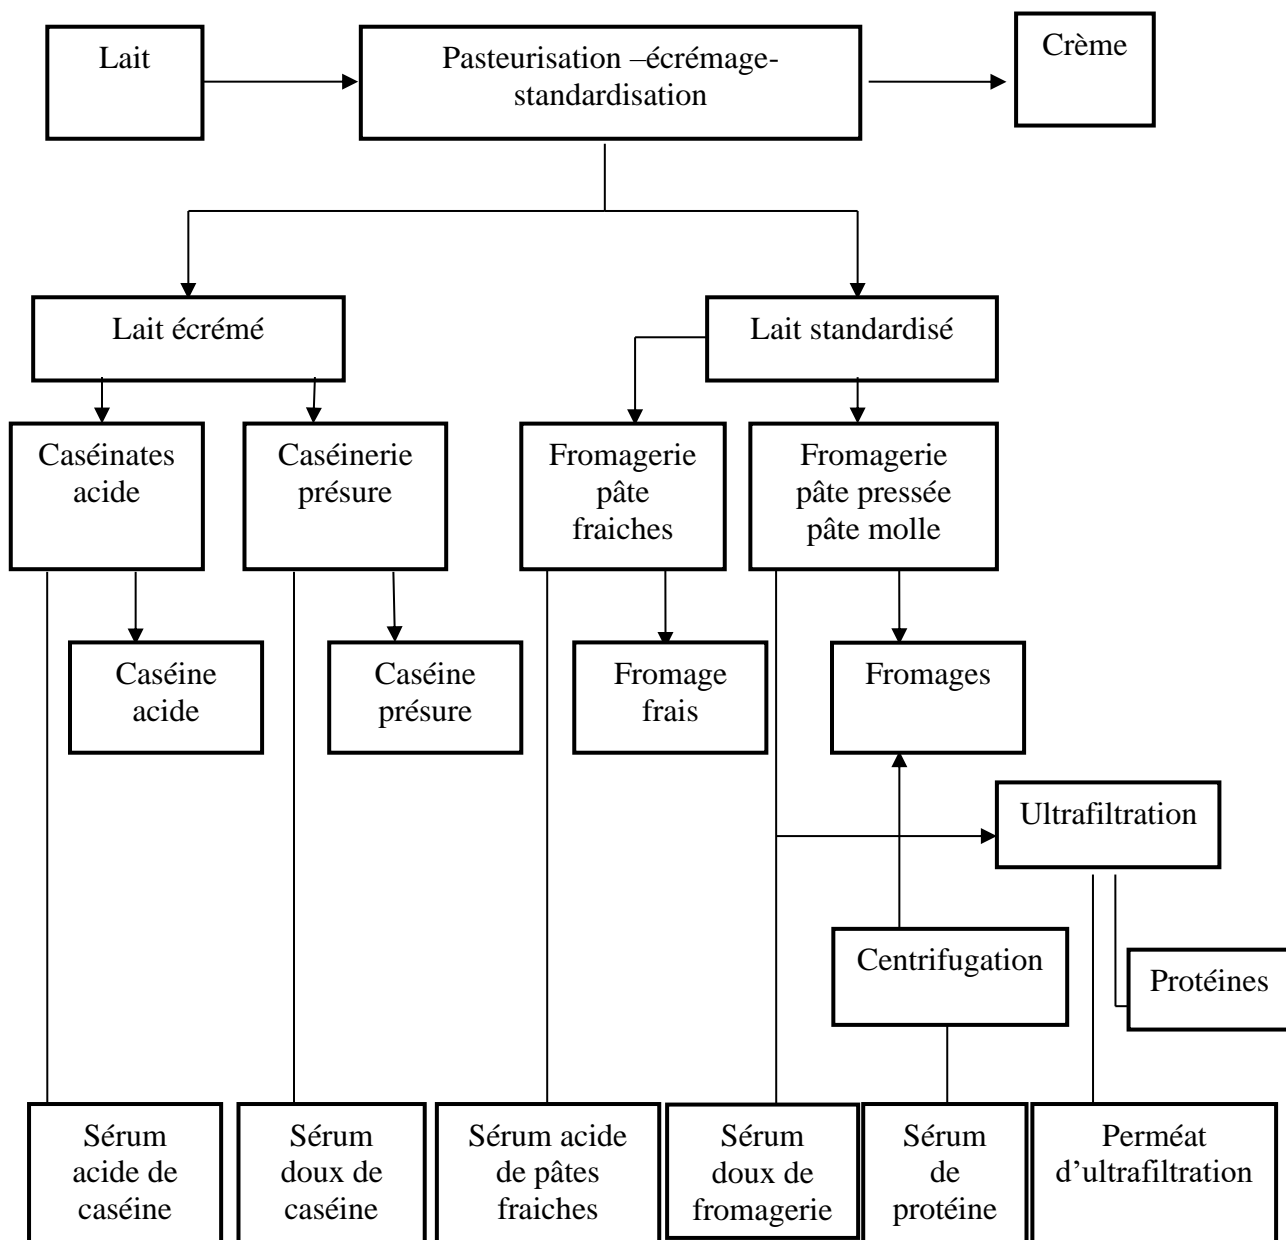 Lait
Pasteurisation –écrémage-
standardisation
Crème
Lait écrémé
Lait standardisé
Caséinates
acide
Caséinerie
présure
Fromagerie
pâte
fraiches
Fromagerie
pâte pressée
pâte molle
Caséine
acide
Caséine
présure
Fromage
frais
Fromages
Ultrafiltration
Centrifugation
Protéines
Sérum
acide de
caséine
Sérum
doux de
caséine
Sérum acide
de pâtes
fraiches
Sérum
doux de
fromagerie
Sérum
de
protéine
Perméat
d’ultrafiltration